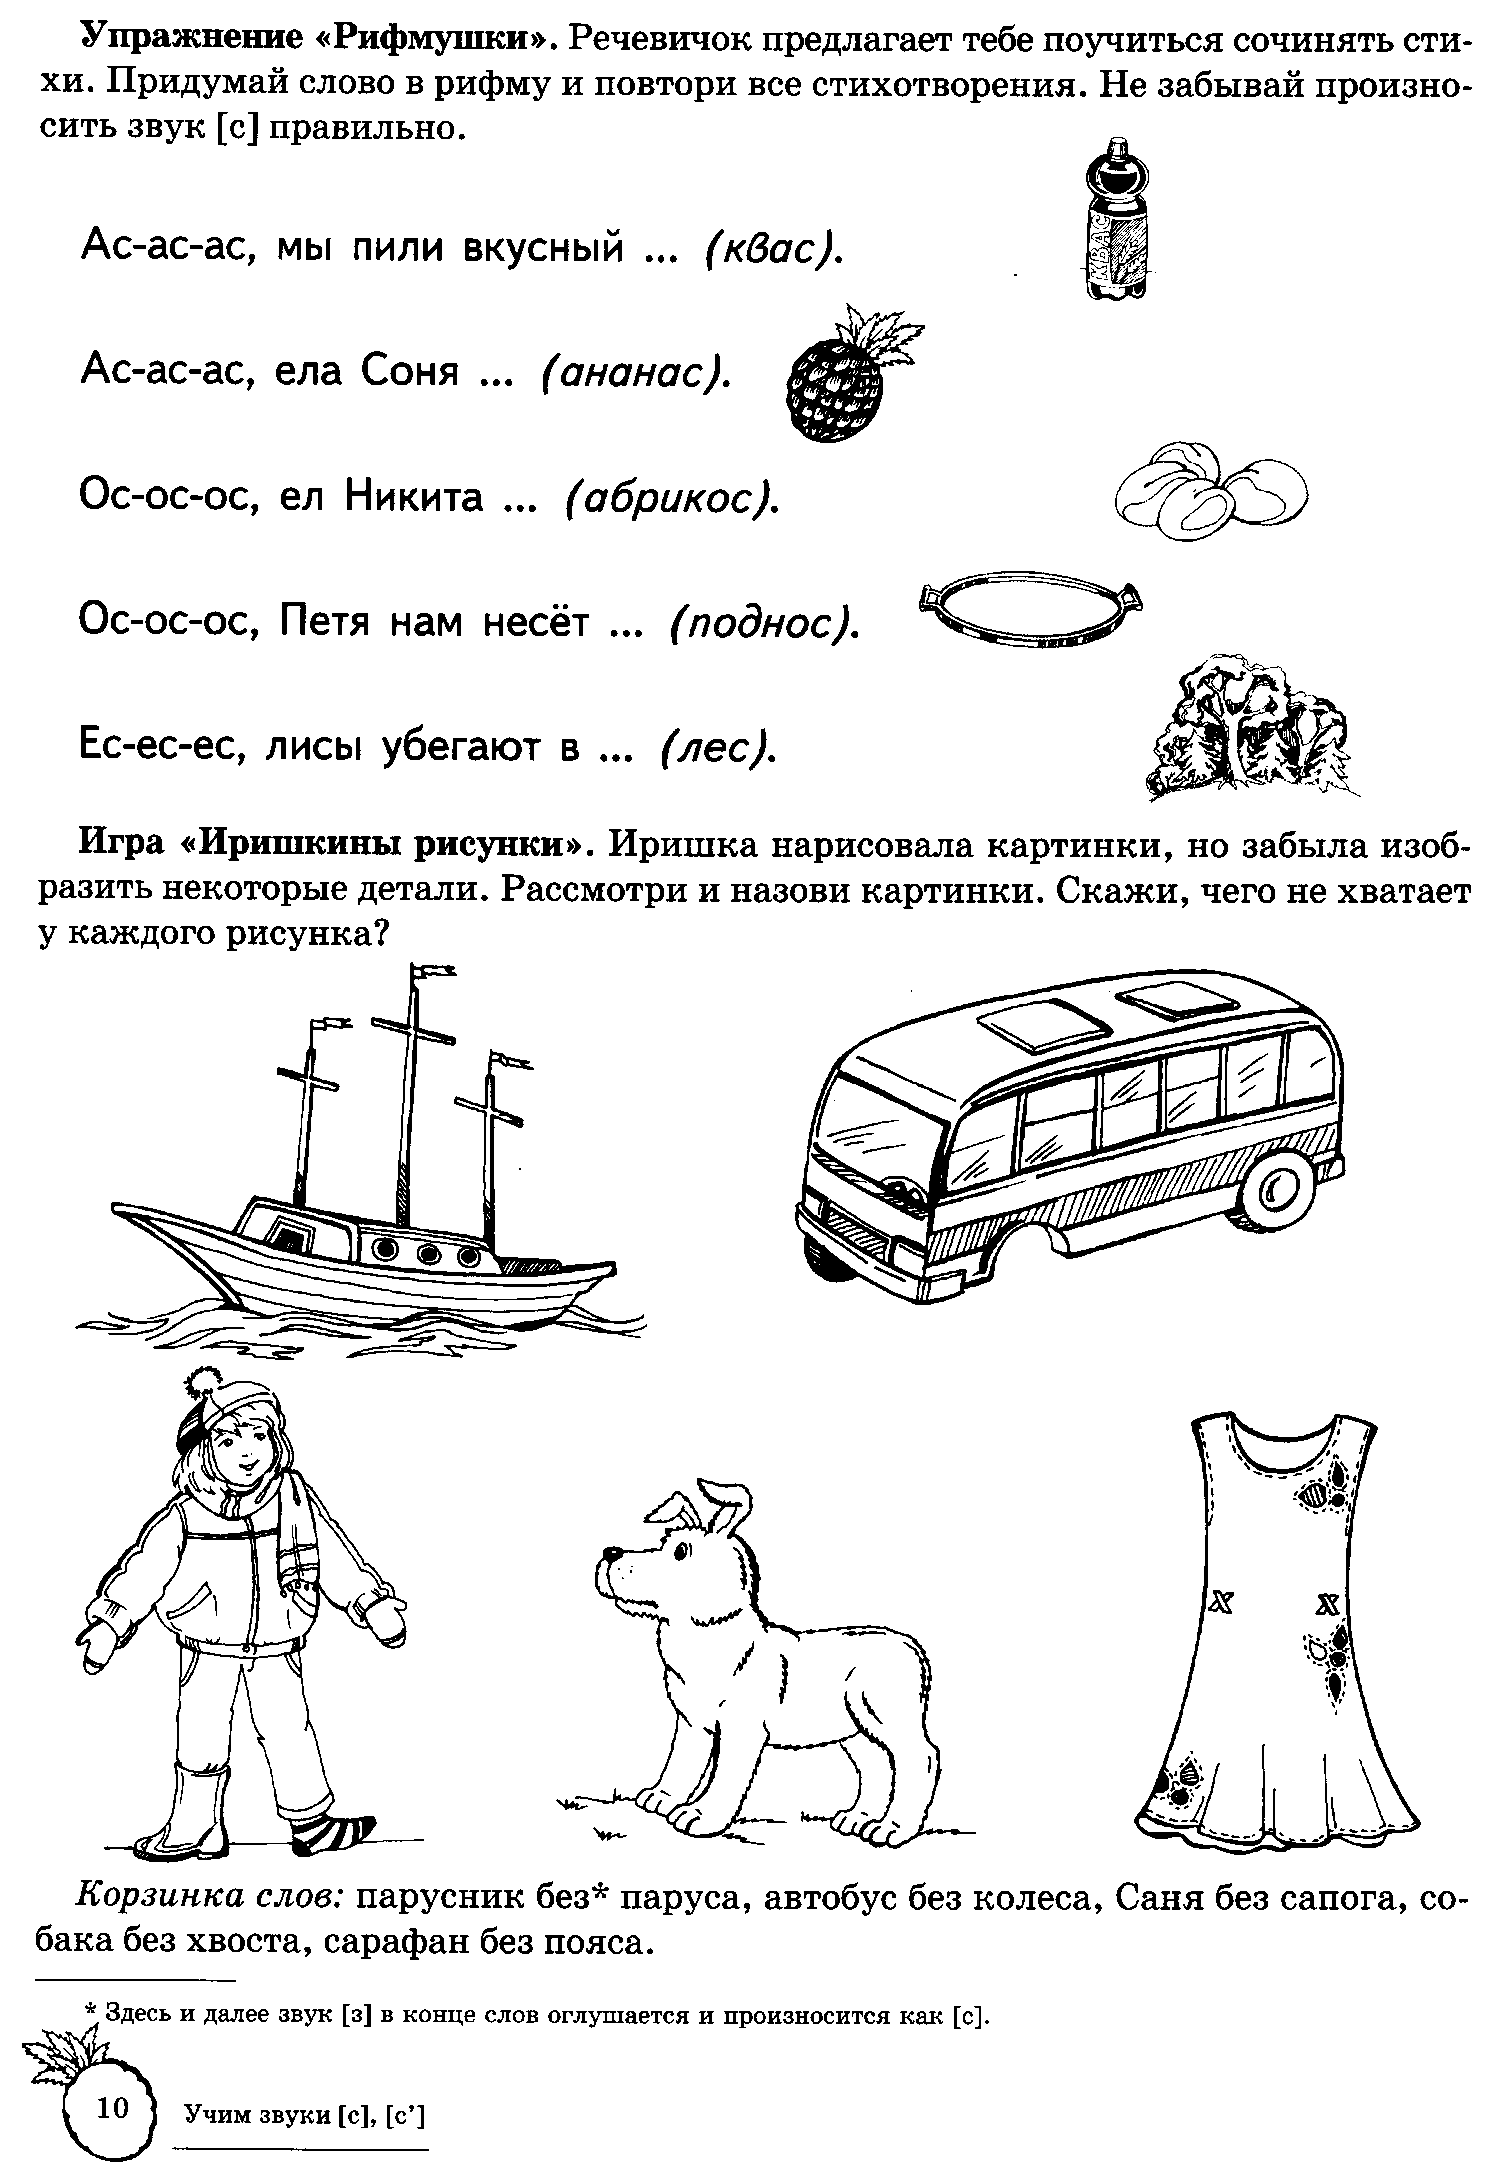 Упражнение «Рифмушки». Речевичок предлагает тебе поучиться сочинять сти-
хи. Придумай слово в рифму и повтори все стихотворения. Не забывай произно-
сить звук [с] правильно.
КВАС
Ас-ас-ас, мы пили вкусный ... (квас).
Ас-ас-ас, ела Соня ... (ананас).
Ос-ос-ос, ел Никита ... (абрикос).
Ос-ос-ос, Петя нам несёт ... (поднос).
Ес-ес-ес, лисы убегают в ... (лес).
Игра «Иришкины рисунки». Иришка нарисовала картинки, но забыла изоб-
разить некоторые детали. Рассмотри и назови картинки. Скажи, чего не хватает
у каждого рисунка?
Корзинка слов: парусник без* паруса, автобус без колеса, Саня без сапога, со-
бака без хвоста, сарафан без пояса.
* Здесь и далее звук [з] в конце слов оглушается и произносится как [с].
10
Учим звуки [с], [с’]